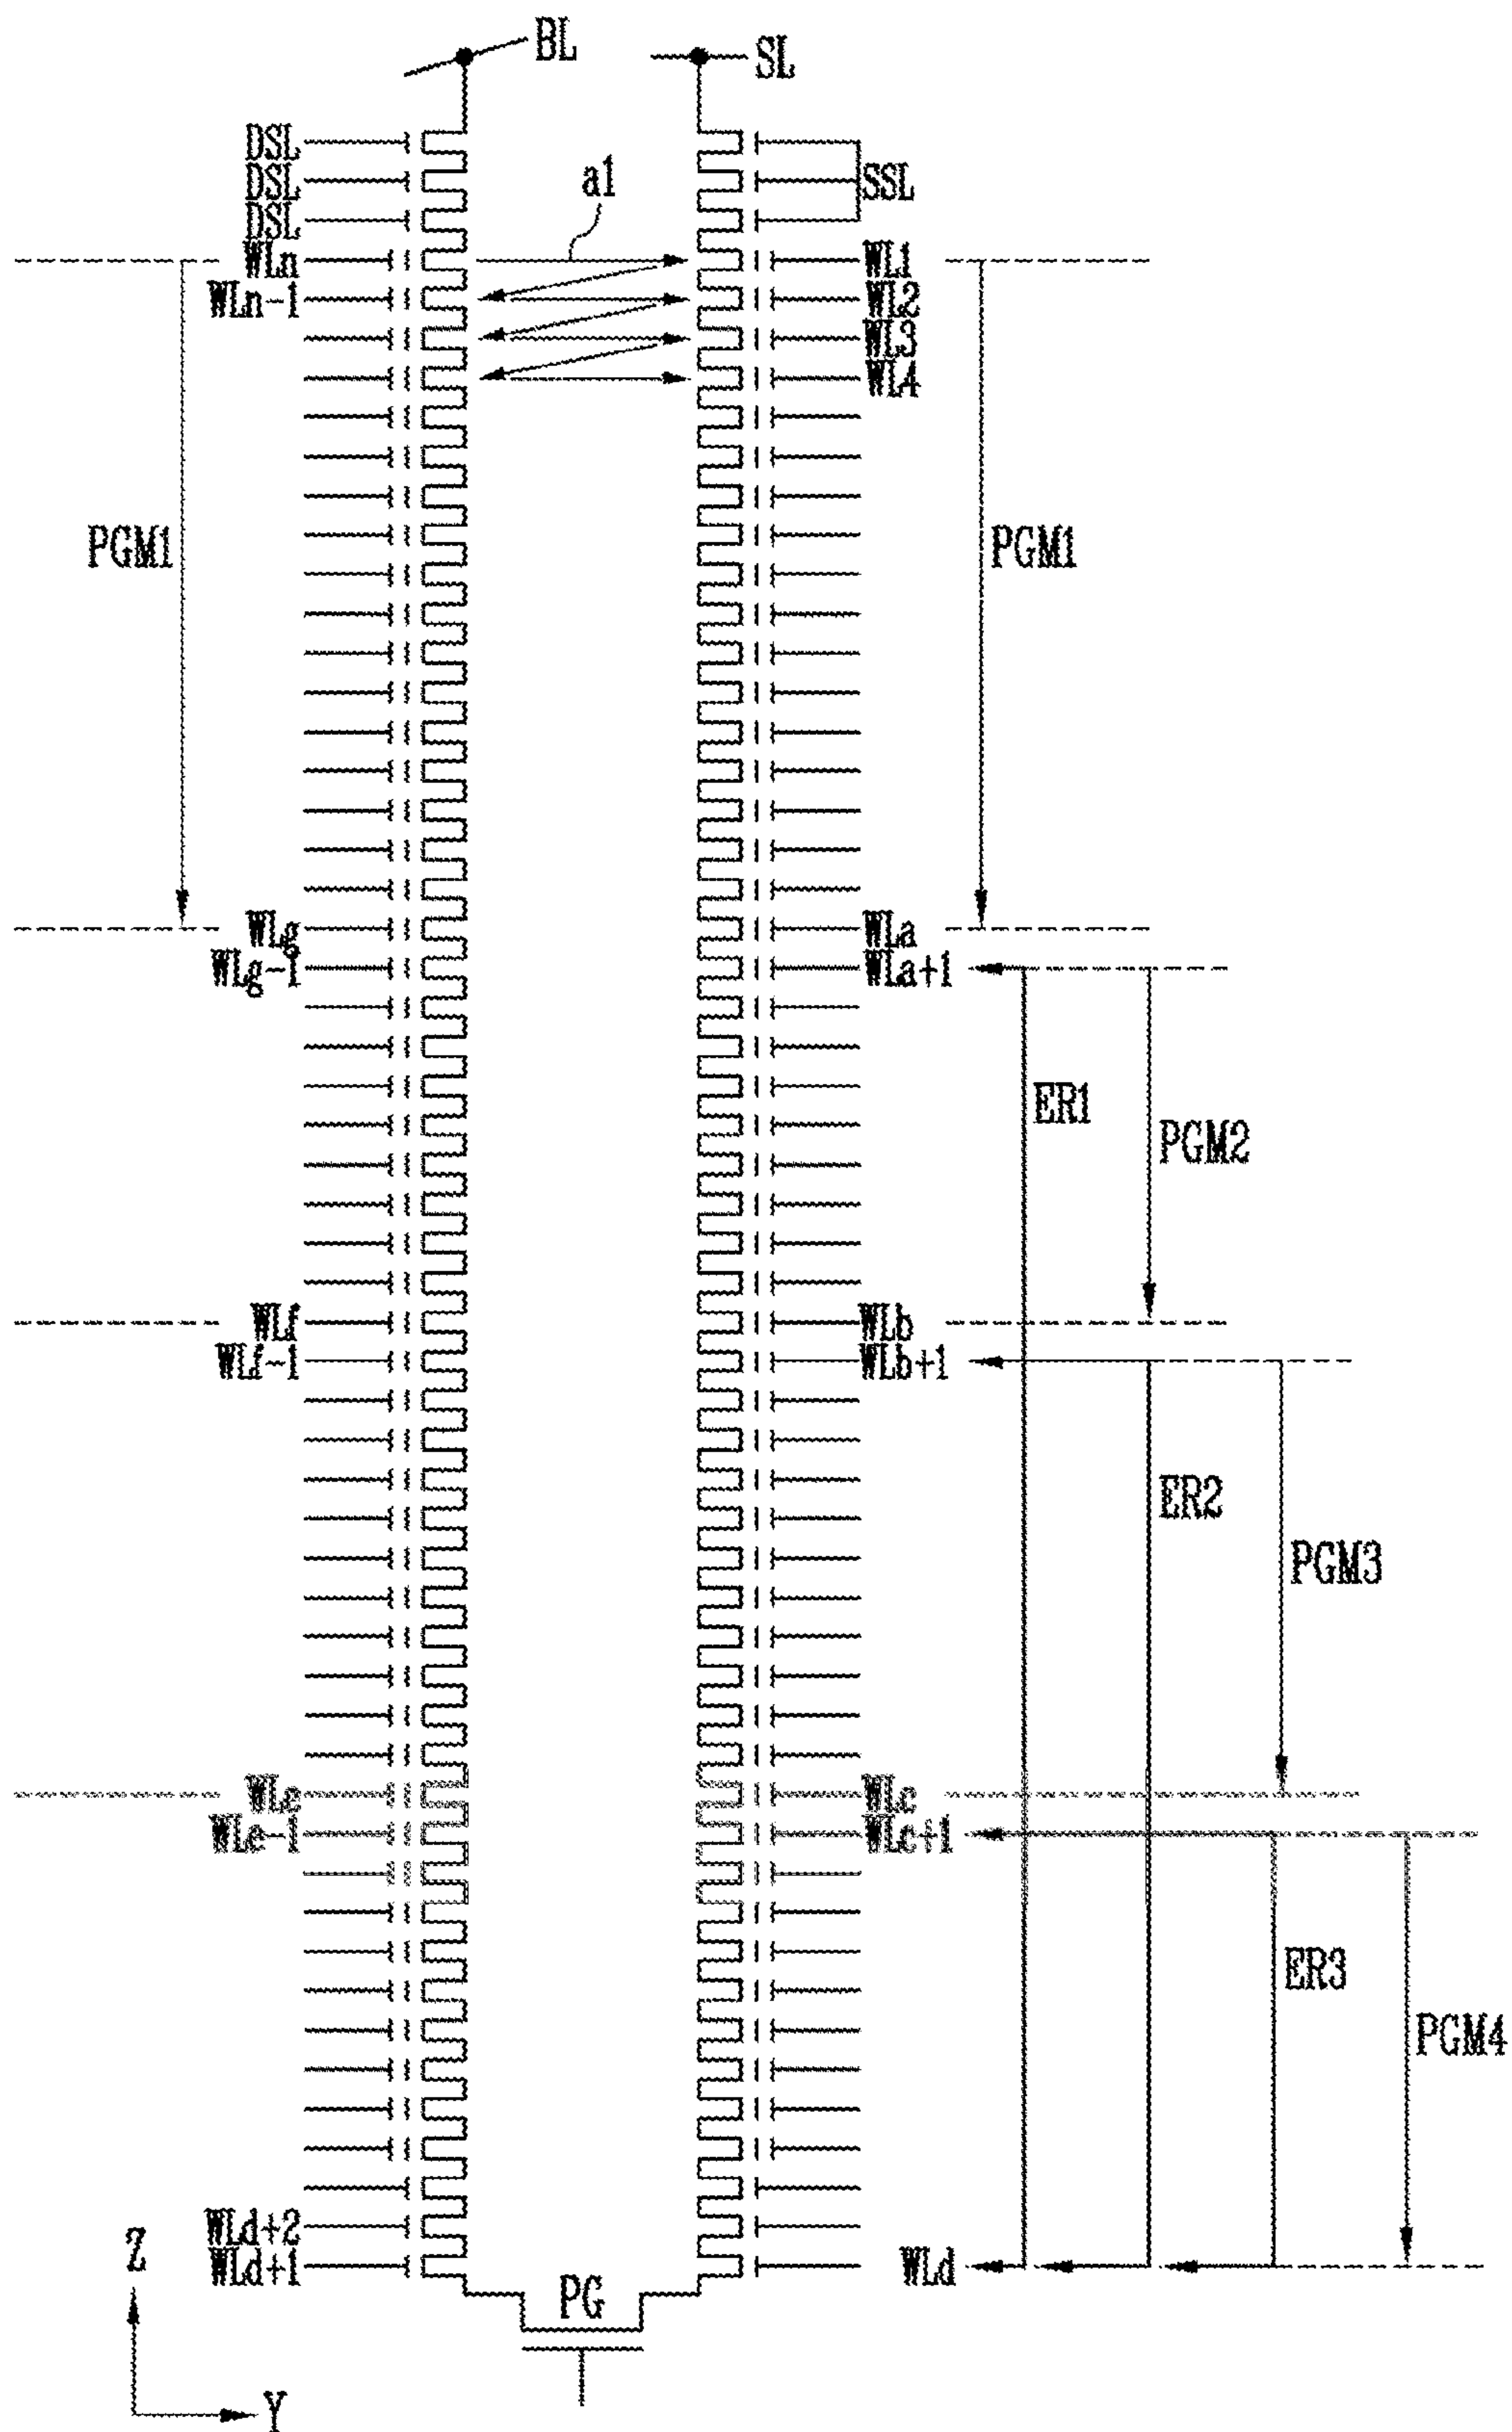 BL
SL
DSL
DSL
DSL
SSL
a1
WLn
WL1
WLn-1
WL2
WL3
WL4
PGM1
PGM1
WLg
WLa
WLg-1
WLa+1
ER1
PGM2
WLf
WLb
WLf-1
WLb+1
ER2
PGM3
WLe
WLc
WLe-1
WLc+1
ER3
PGM4
WLd+2
WLd+1
WLd
Z
PG
Y